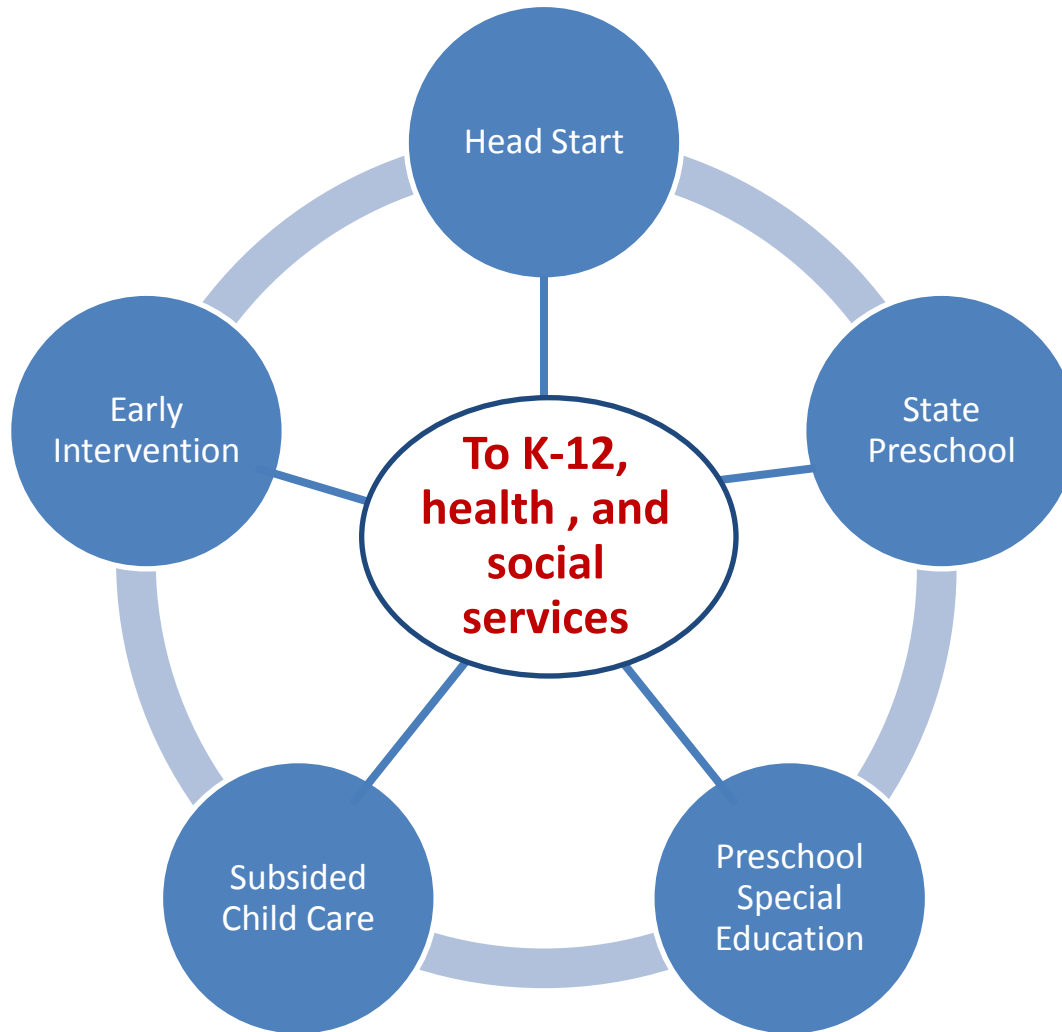 Head Start
Early
Intervention
State
Preschool
To K-12,
health , and
social
services
Subsided
Child Care
Preschool
Special
Education